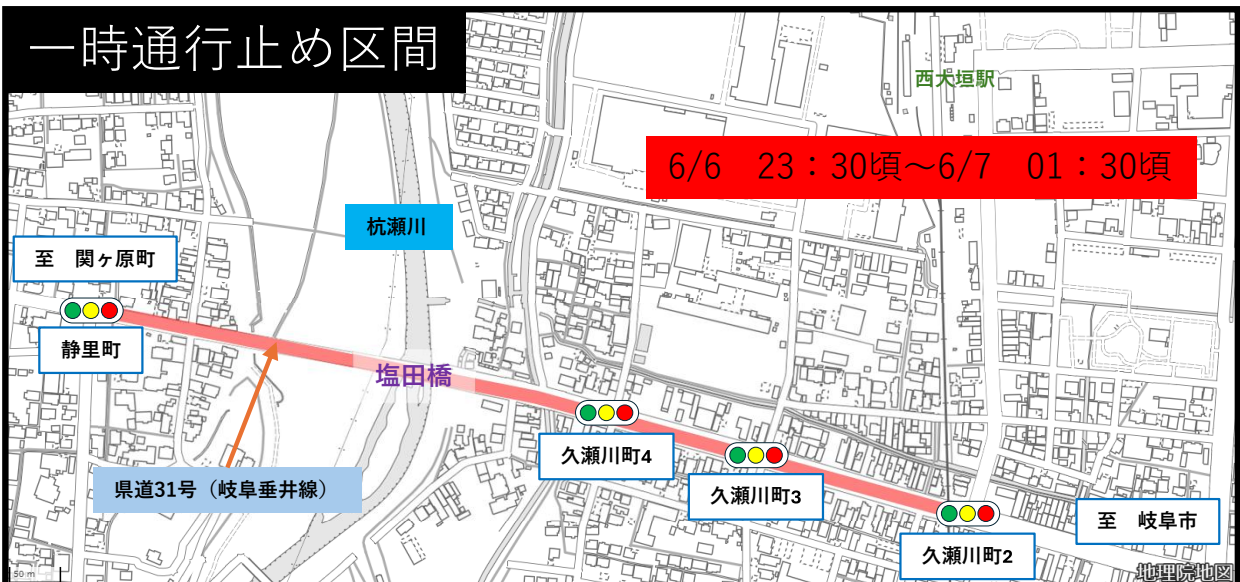 一時通行止め区間
西大垣駅
6/6　23：30頃～6/7　01：30頃
杭瀬川
至　関ヶ原町
静里町
塩田橋
久瀬川町4
久瀬川町3
県道31号（岐阜垂井線）
至　岐阜市
久瀬川町2
50 m
地理院地図